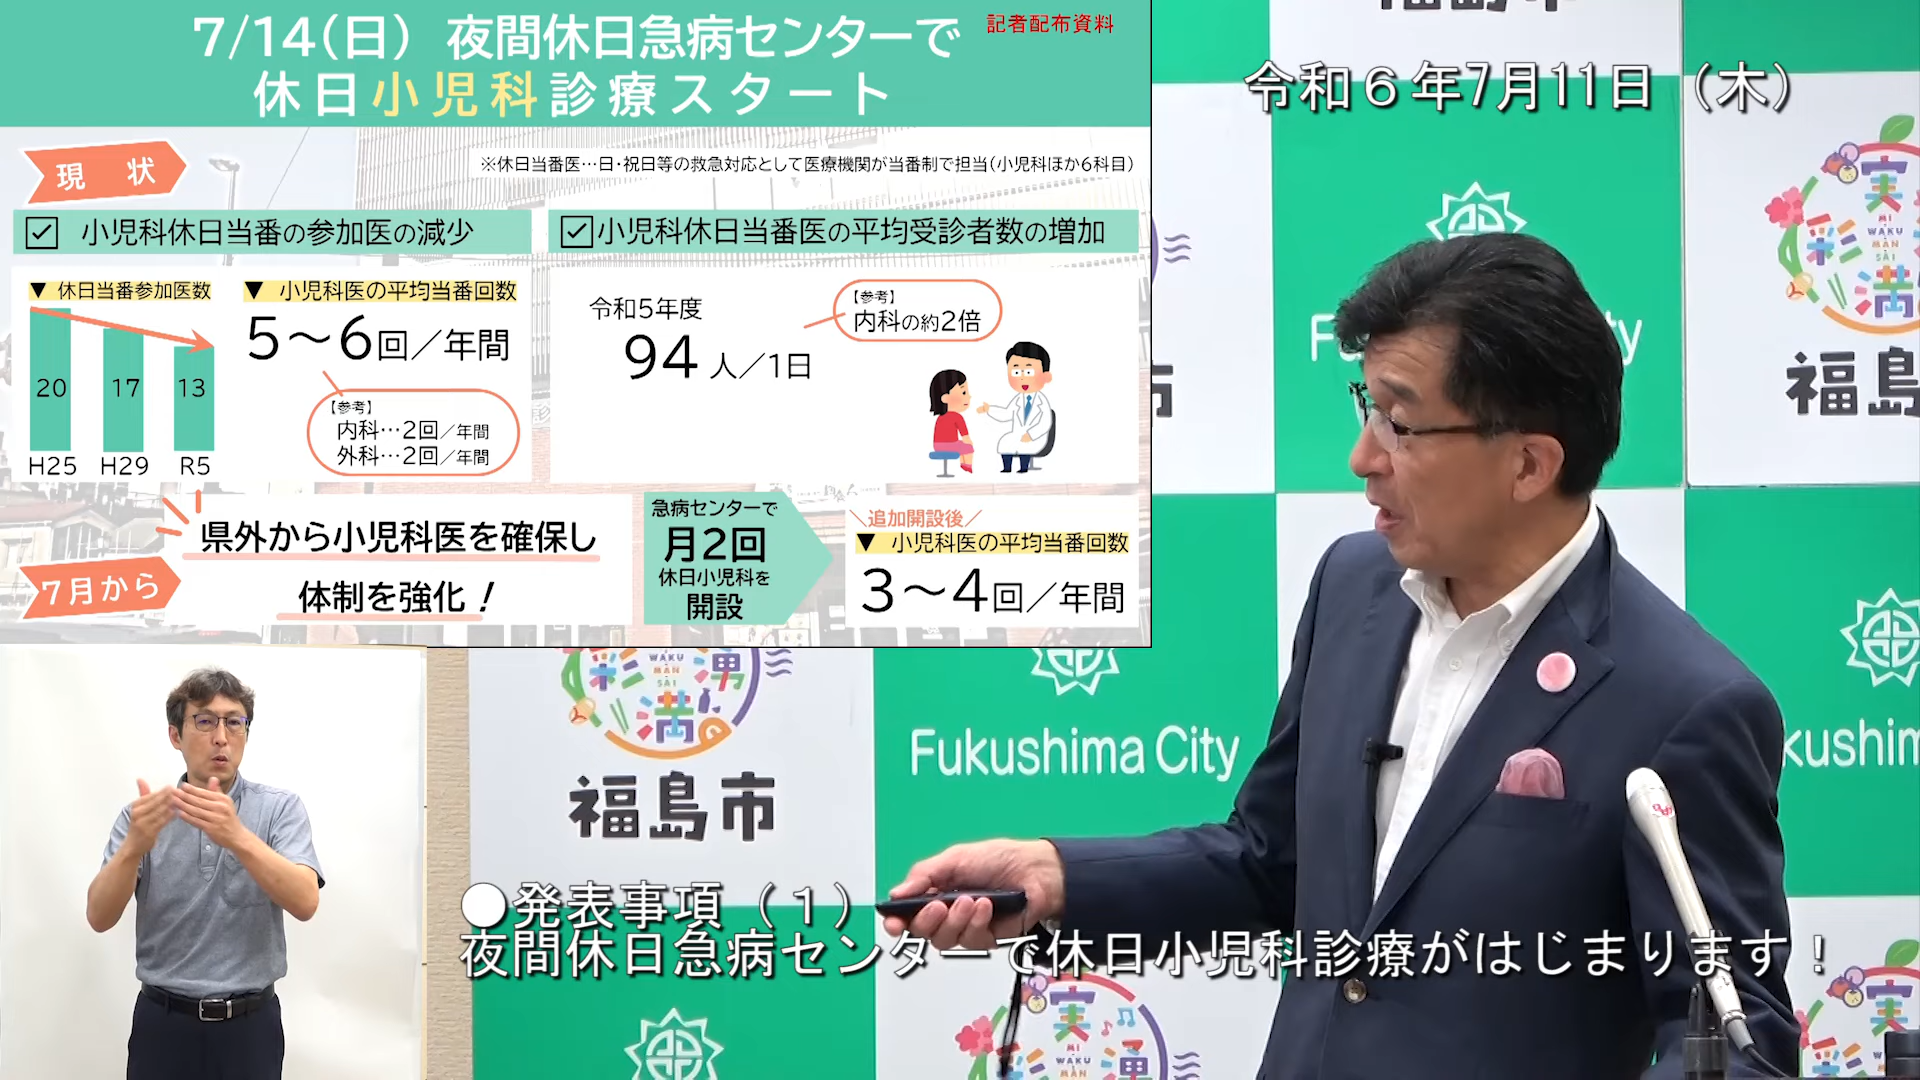 7/14(日) 夜間休日急病センターで
休日小児科診療スタート
記者配布資料
現 状
※休日当番医…日・祝日等の救急対応として医療機関が当番制で担当(小児科ほか6科目)
小児科休日当番の参加医の減少
小児科休日当番医の平均受診者数の増加
▼ 休日当番参加医数
20 17 13
H25 H29 R5
▼ 小児科医の平均当番回数
5～6回／年間
【参考】
内科…2回／年間
外科…2回／年間
令和5年度
94人／1日
【参考】
内科の約2倍
7月から
県外から小児科医を確保し
体制を強化！
急病センターで
月2回
休日小児科を
開設
＼追加開設後／
▼ 小児科医の平均当番回数
3～4回／年間
令和６年7月11日（木）
●発表事項（１）
夜間休日急病センターで休日小児科診療がはじまります！
Fukushima City
福島市
実
湧
彩
満
MI
WAKU
MAN
SAI